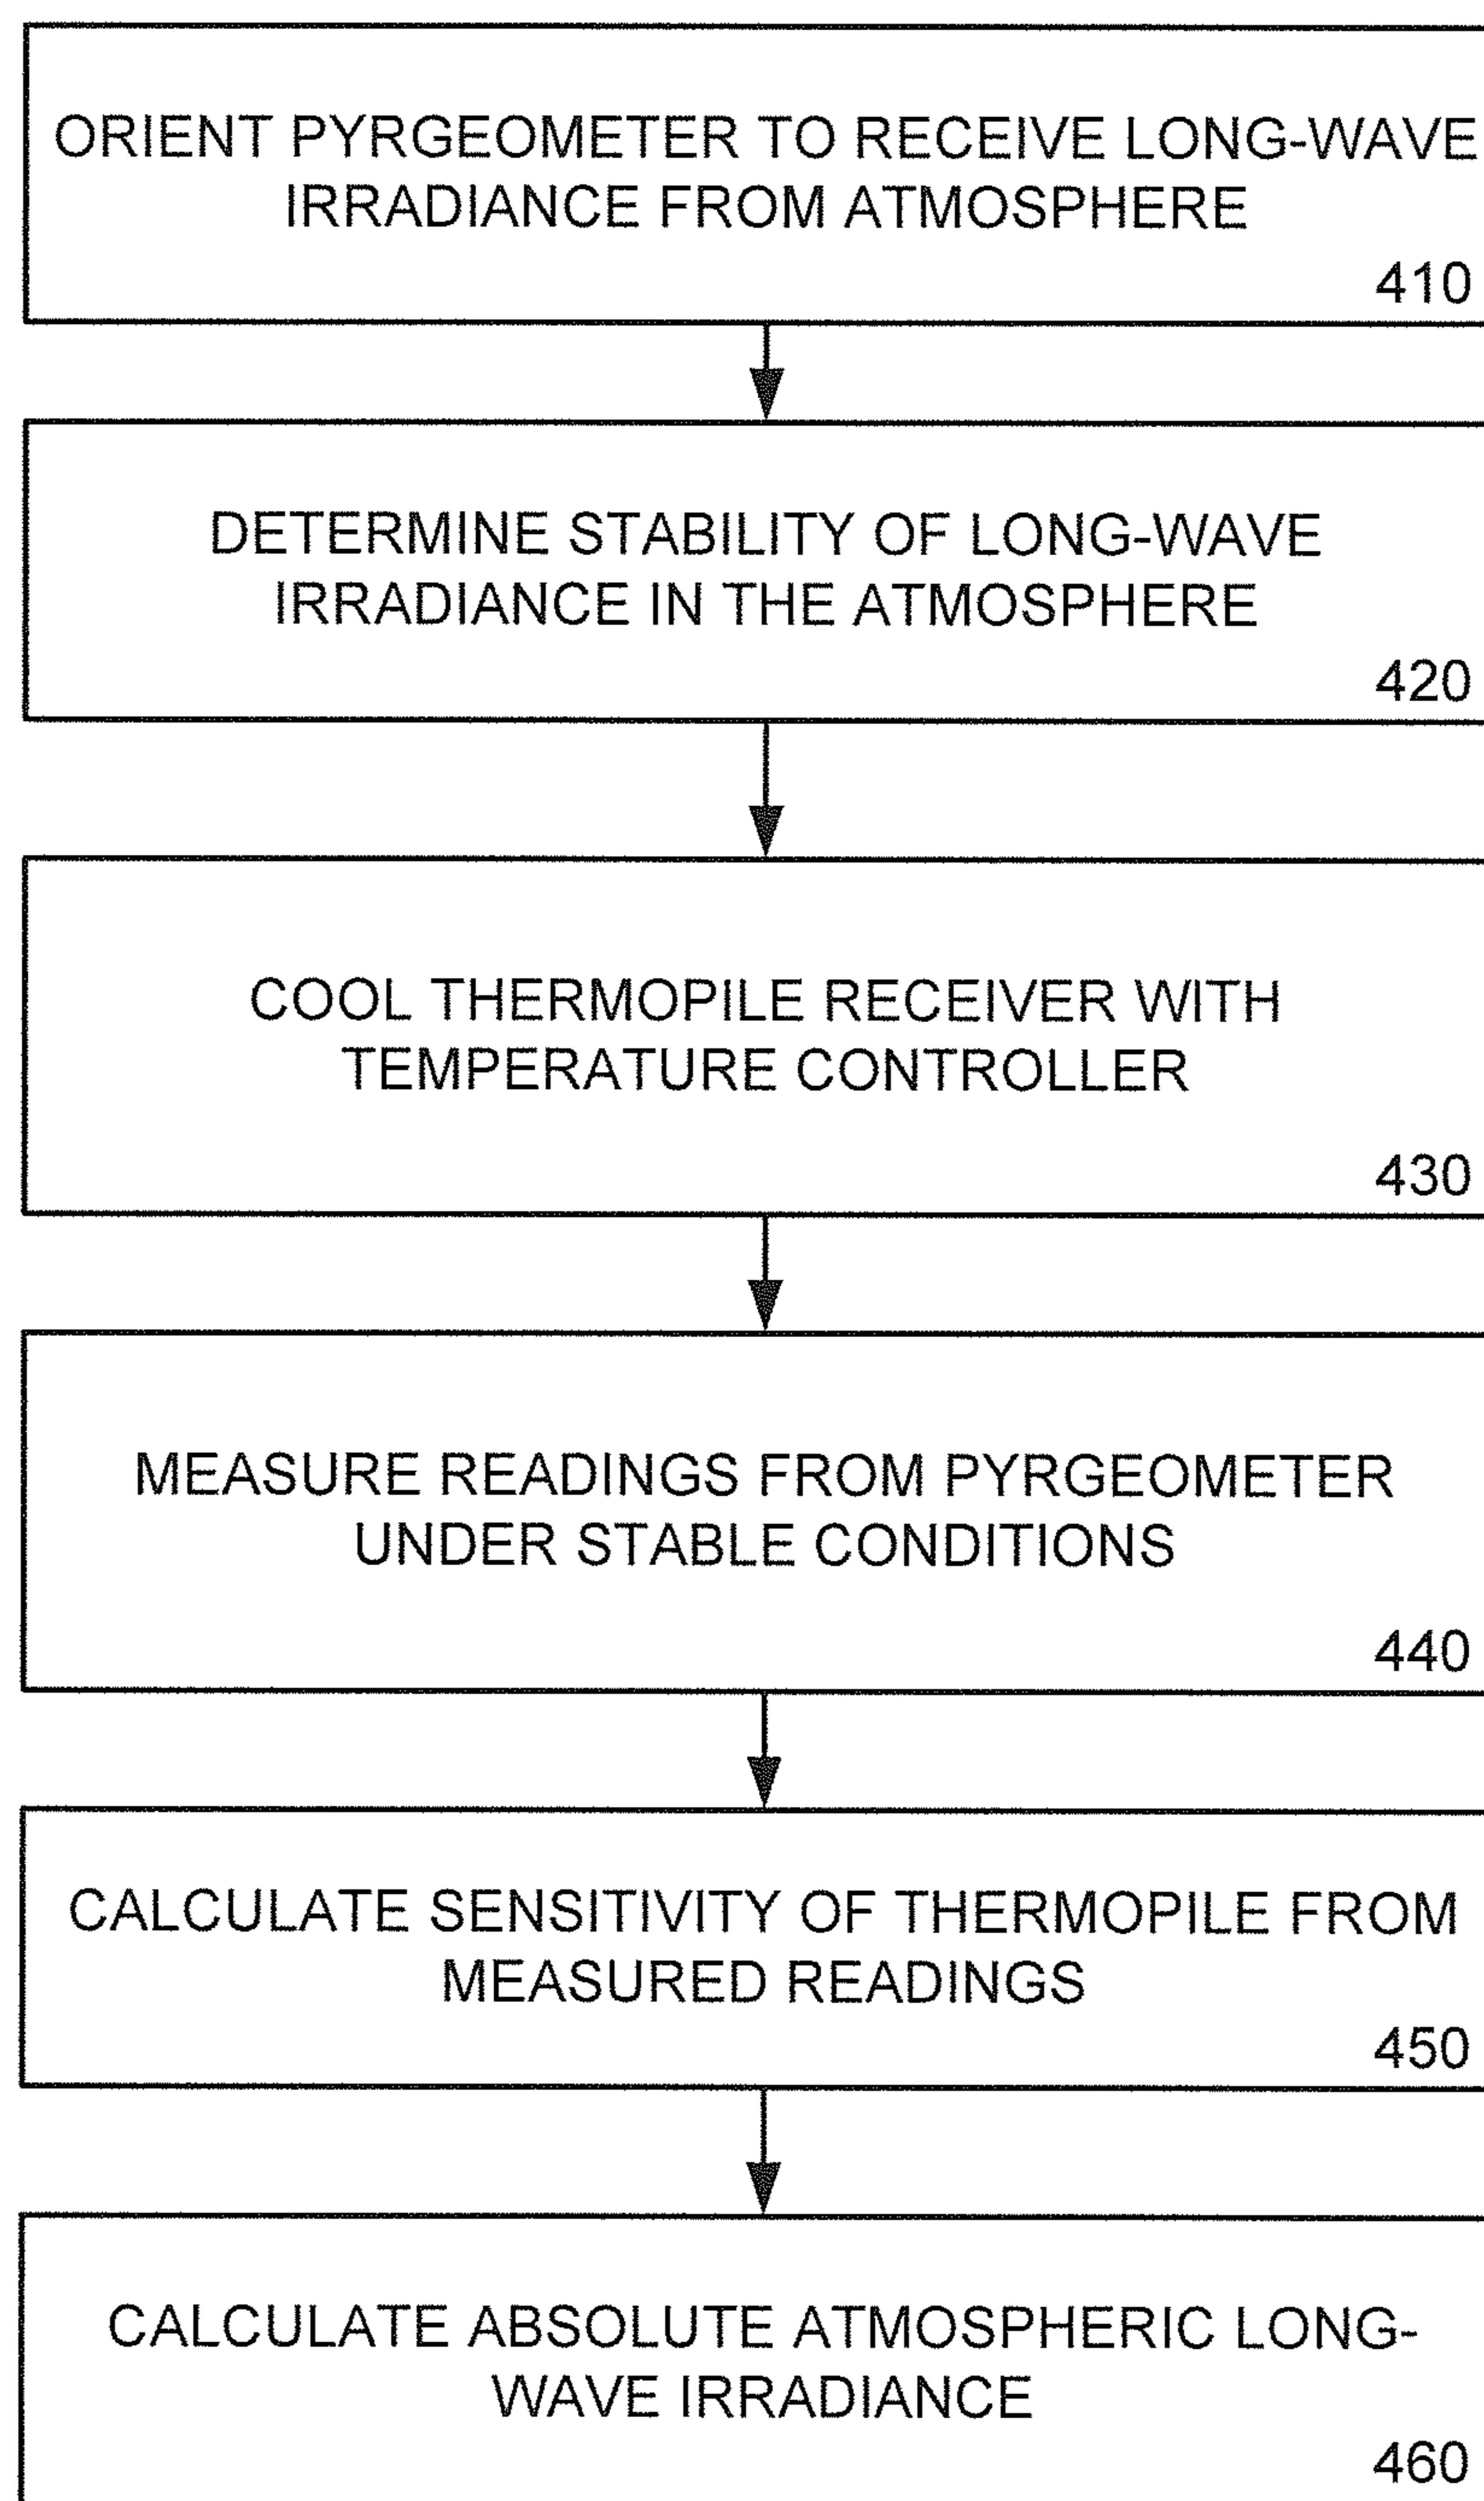 ORIENT PYRGEOMETER TO RECEIVE LONG-WAVE
IRRADIANCE FROM ATMOSPHERE
410
DETERMINE STABILITY OF LONG-WAVE
IRRADIANCE IN THE ATMOSPHERE
420
COOL THERMOPILE RECEIVER WITH
TEMPERATURE CONTROLLER
430
MEASURE READINGS FROM PYRGEOMETER
UNDER STABLE CONDITIONS
440
CALCULATE SENSITIVITY OF THERMOPILE FROM
MEASURED READINGS
450
CALCULATE ABSOLUTE ATMOSPHERIC LONG-
WAVE IRRADIANCE
460